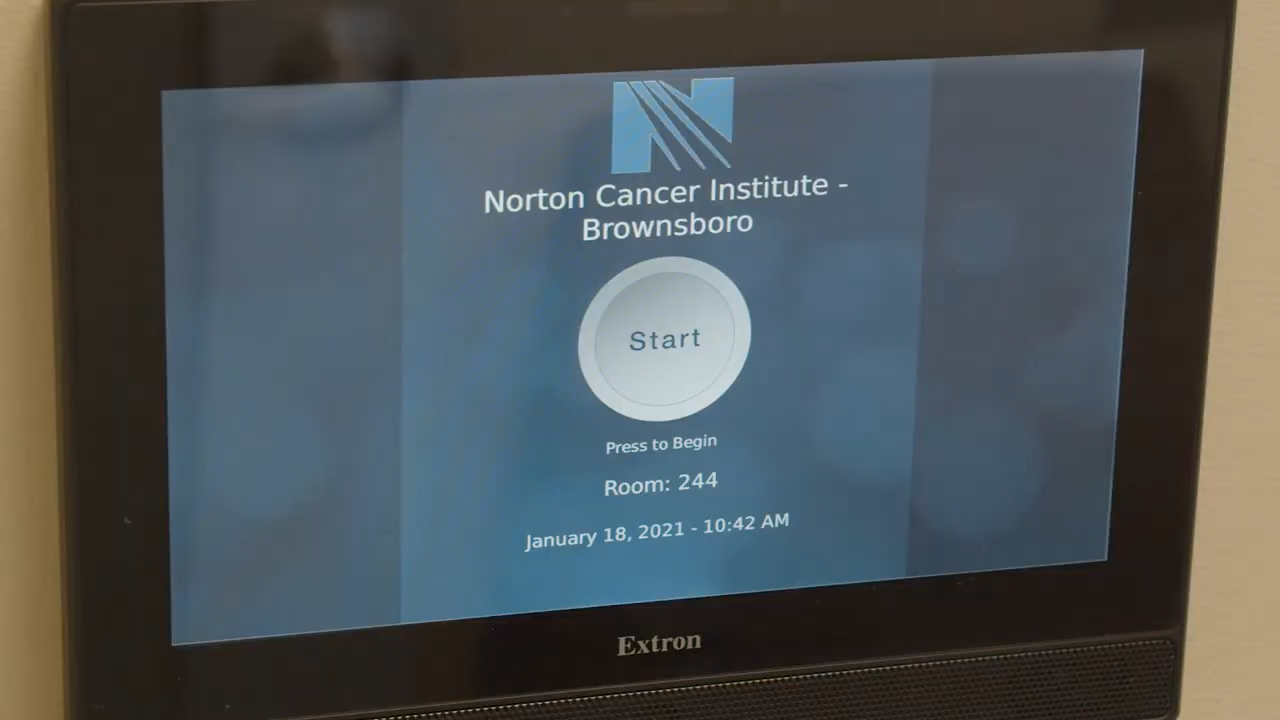 Norton Cancer Institute -
Brownsboro
Start
Press to Begin
Room: 244
January 18, 2021 - 10:42 AM
Extron